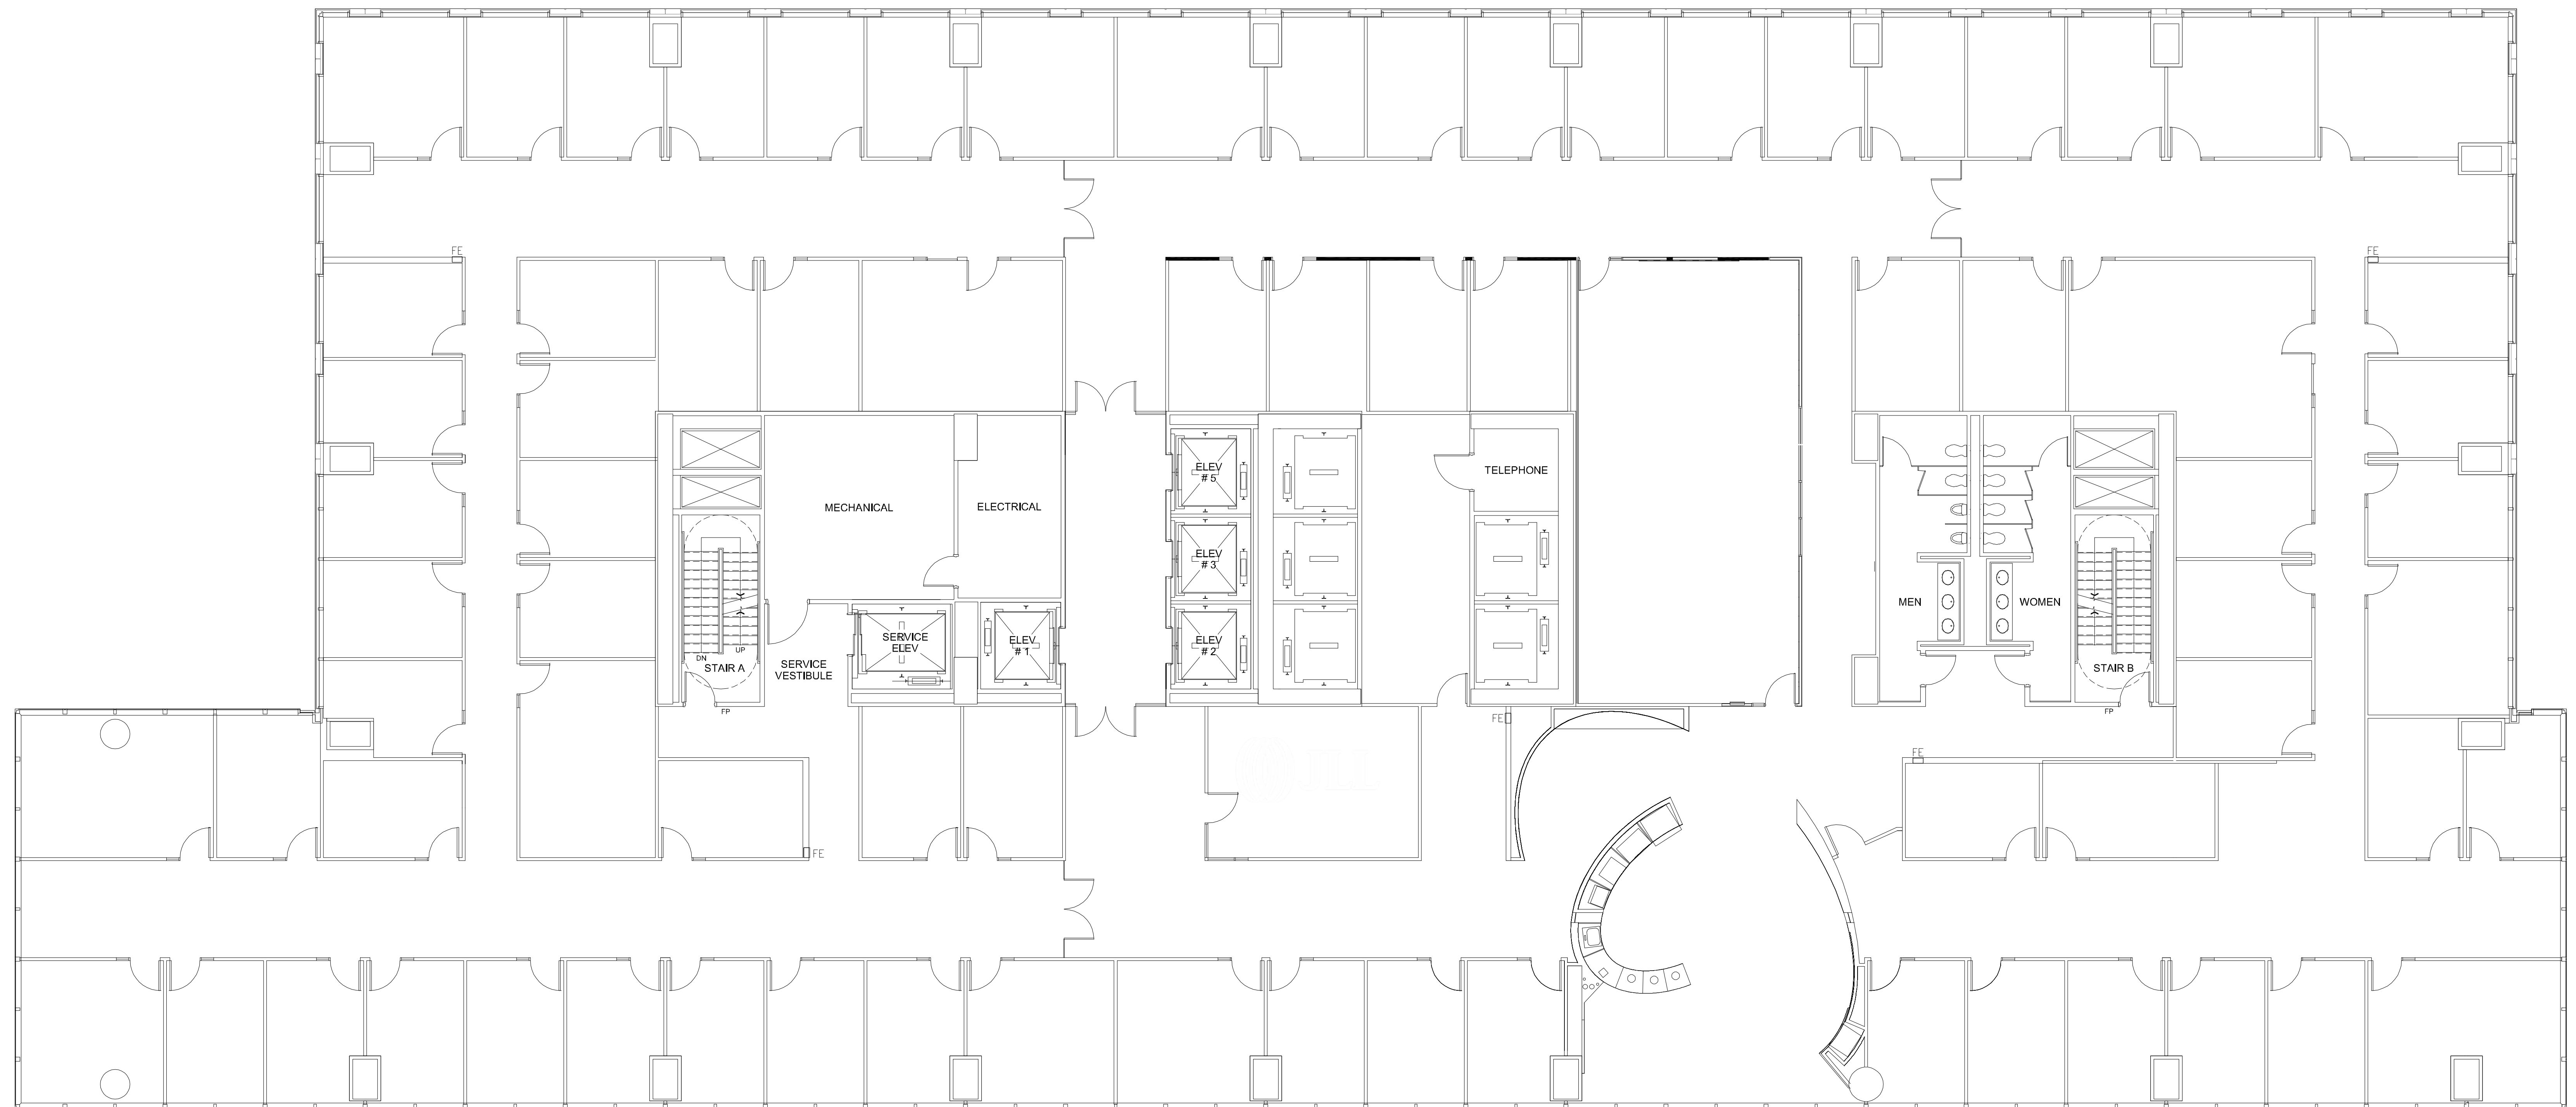 FE
FE
ELEV
# 5
TELEPHONE
MECHANICAL
ELECTRICAL
ELEV
# 3
MEN
WOMEN
SERVICE
ELEV
ELEV
# 1
ELEV
# 2
DN
UP
STAIR A
SERVICE
VESTIBULE
STAIR B
FP
FP
FE
FE
FE